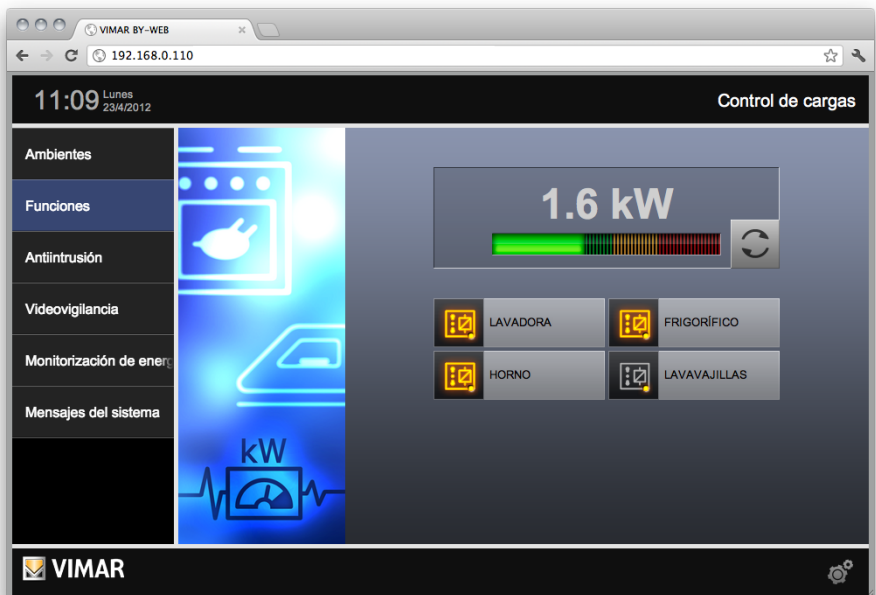 VIMAR BY-WEB
192.168.0.110
11:09 Lunes
23/4/2012
Control de cargas
Ambientes
Funciones
Antiintrusión
Videovigilancia
Monitorización de energ
Mensajes del sistema
kW
1.6 kW
LAVADORA
FRIGORÍFICO
HORNO
LAVAVAJILLAS
VIMAR